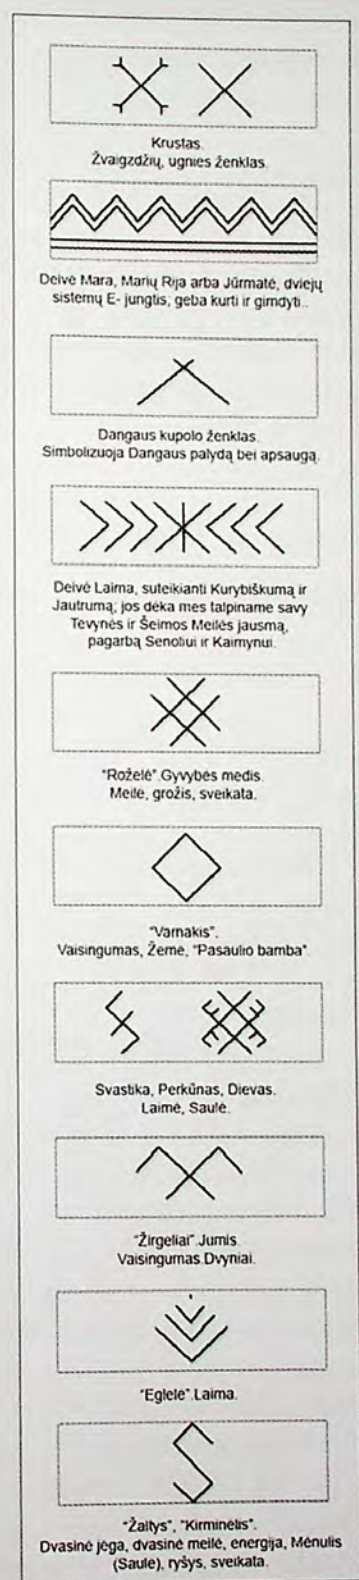 Krustas.
Žvaigzdžių, ugnies ženklas.
Deivė Mara, Marių Rija arba Jūrmatė, dviejų
sistemų E- jungtis; geba kurti ir gimdyti..
Dangaus kupolo ženklas.
Simbolizuoja Dangaus palydą bei apsaugą.
Deivė Laima, suteikianti Kurybiškumą ir
Jautrumą; jos dėka mes talpiname savy
Tėvynės ir Šeimos Meilės jausmą,
pagarbą Senoliui ir Kaimynui.
"Roželė".Gyvybės medis.
Meilė, grožis, sveikata.
"Varnakis".
Vaisingumas, Žemė, "Pasaulio bamba".
Svastika, Perkūnas, Dievas.
Laimė, Saulė.
"Žirgeliai".Jumis.
Vaisingumas.Dvyniai.
"Eglelė".Laima.
"Žaltys", "Kirminėlis".
Dvasinė jėga, dvasinė meilė, energija, Mėnulis
(Saulė), ryšys, sveikata.